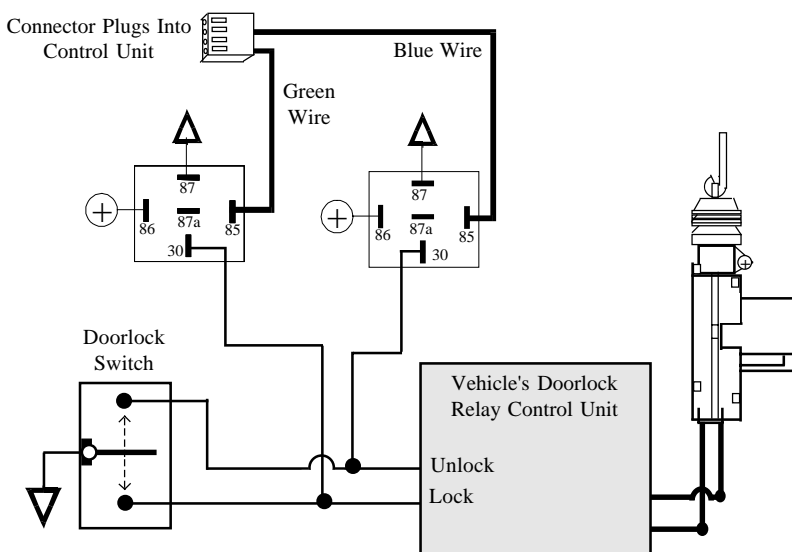 Connector Plugs Into
Control Unit
Blue Wire
Green
Wire
87
86
87a
85
30
87
86
87a
85
30
Doorlock
Switch
Vehicle's Doorlock
Relay Control Unit
Unlock
Lock